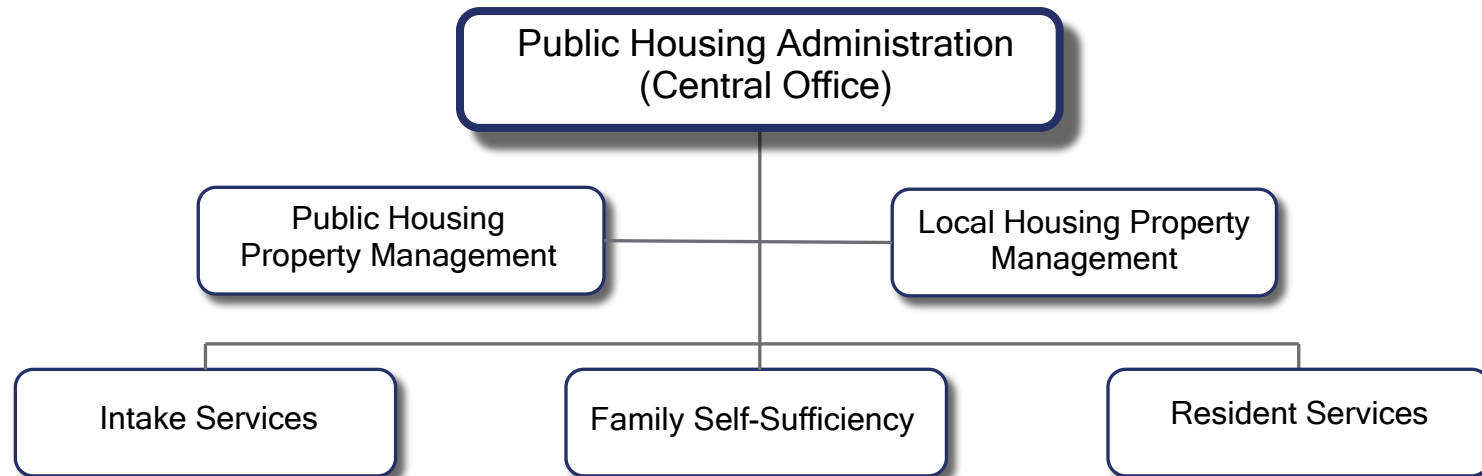 Public Housing Administration
(Central Office)
Public Housing
Property Management
Local Housing Property
Management
Intake Services
Family Self-Sufficiency
Resident Services